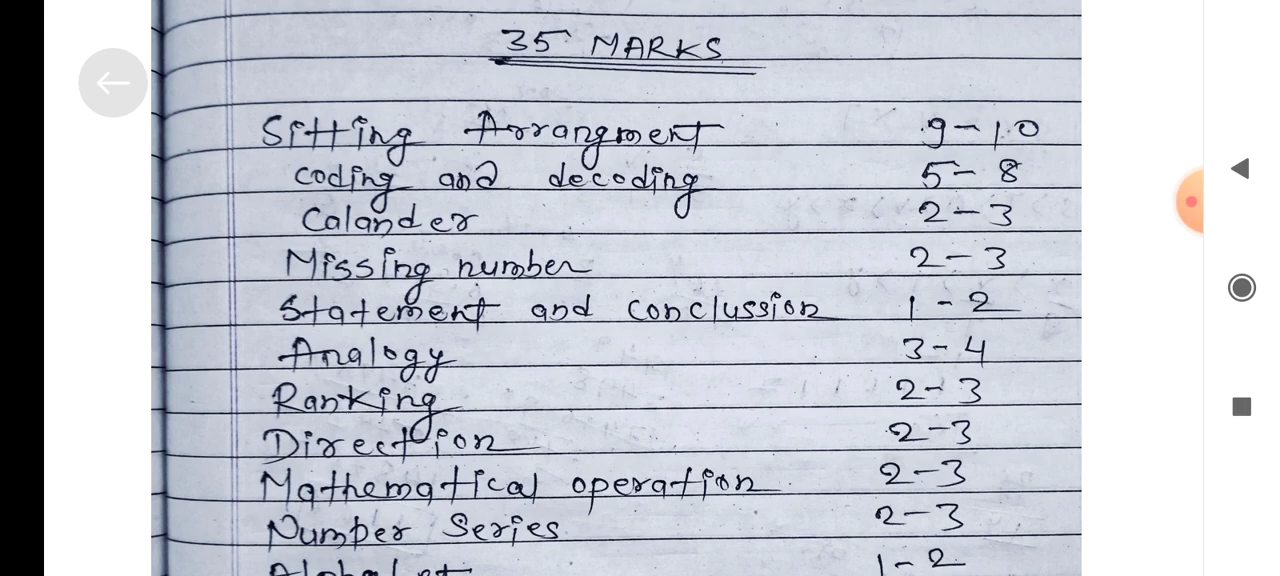 35 MARKS
Sitting Arrangment 9-10
coding and decoding 5-8
Calander 2-3
Missing number 2-3
Statement and conclussion 1-2
Analogy 3-4
Ranking 2-3
Direction 2-3
Mathematical operation 2-3
Number Series 2-3
1-2